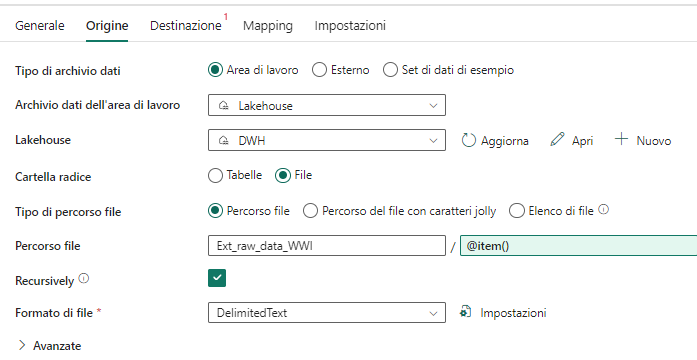 Generale Origine Destinazione 1 Mapping Impostazioni
Tipo di archivio dati Area di lavoro Esterno Set di dati di esempio
Archivio dati dell'area di lavoro Lakehouse
Lakehouse DWH Aggiorna Apri Nuovo
Cartella radice Tabelle File
Tipo di percorso file Percorso file Percorso del file con caratteri jolly Elenco di file
Percorso file Ext_raw_data_WWI / @item()
Recursively
Formato di file * DelimitedText Impostazioni
Avanzate